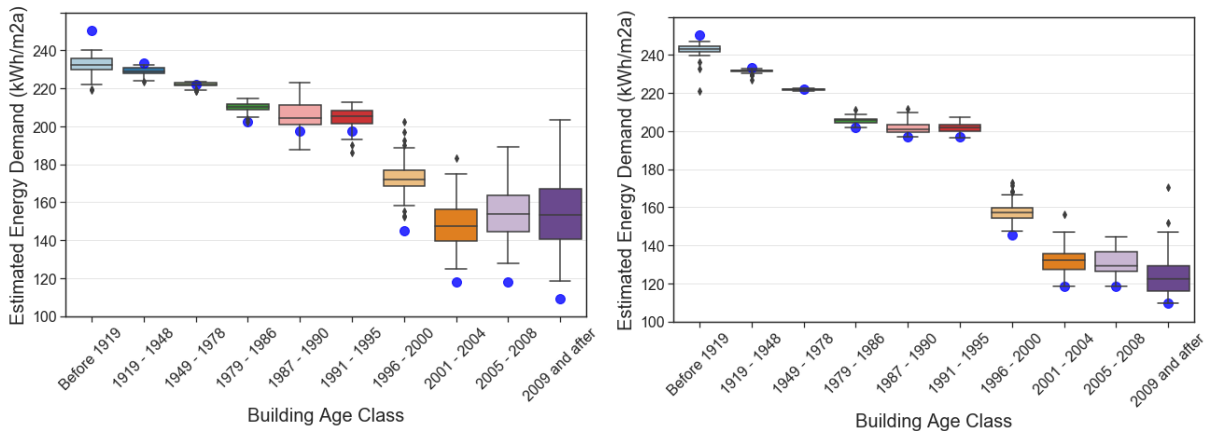 Estimated Energy Demand (kWh/m2a)
240
220
200
180
160
140
120
100
Before 1919
1919 - 1948
1949 - 1978
1979 - 1986
1987 - 1990
1991 - 1995
1996 - 2000
2001 - 2004
2005 - 2008
2009 and after
Building Age Class
Estimated Energy Demand (kWh/m2a)
240
220
200
180
160
140
120
100
Before 1919
1919 - 1948
1949 - 1978
1979 - 1986
1987 - 1990
1991 - 1995
1996 - 2000
2001 - 2004
2005 - 2008
2009 and after
Building Age Class